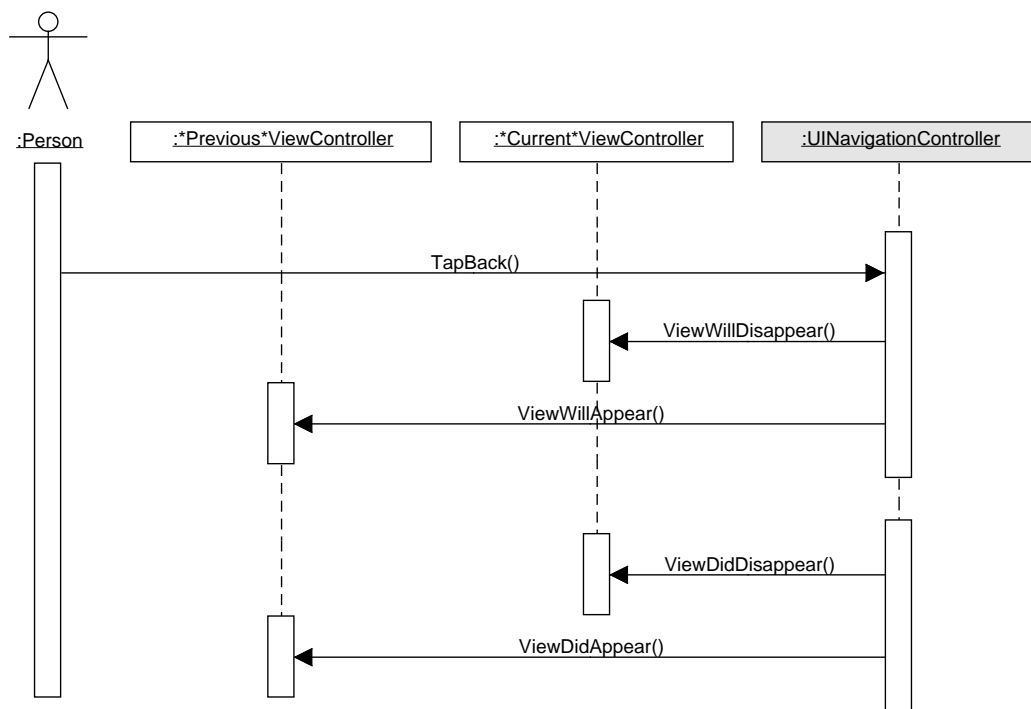 :Person
:*Previous*ViewController
:*Current*ViewController
:UINavigationController
TapBack()
ViewWillDisappear()
ViewWillAppear()
ViewDidDisappear()
ViewDidAppear()